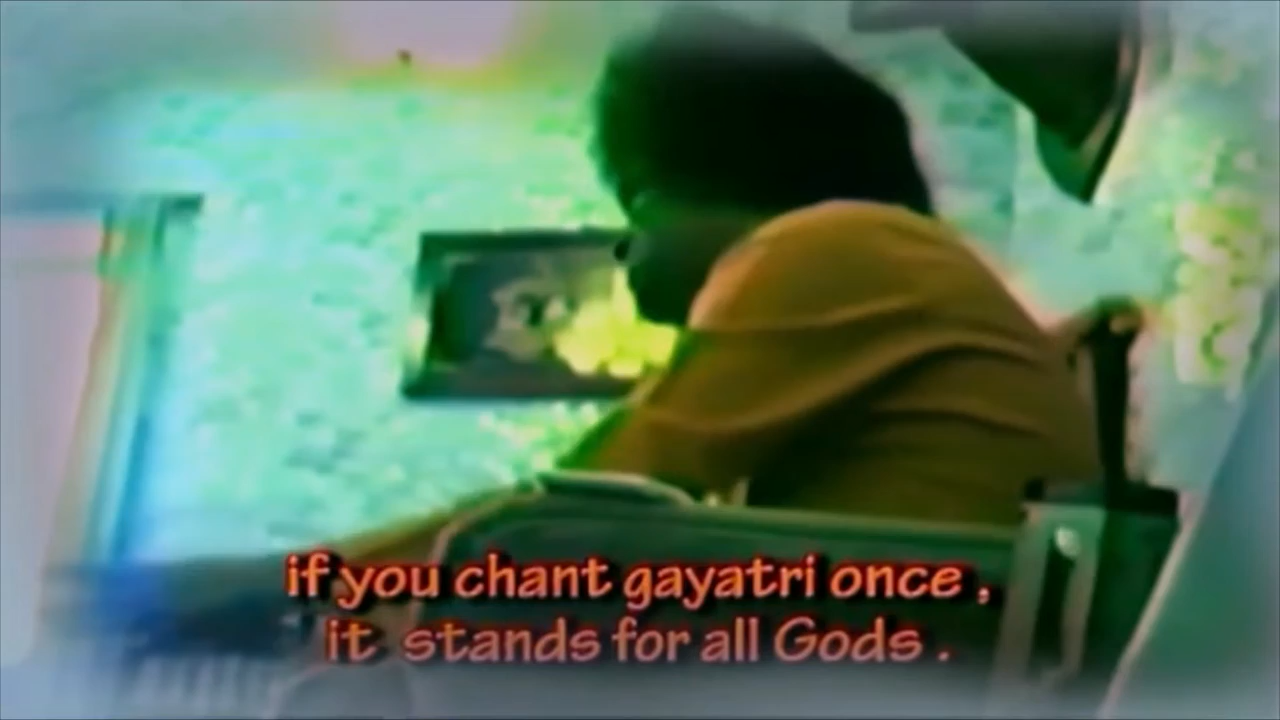 if you chant gayatri once ,
it stands for all Gods .